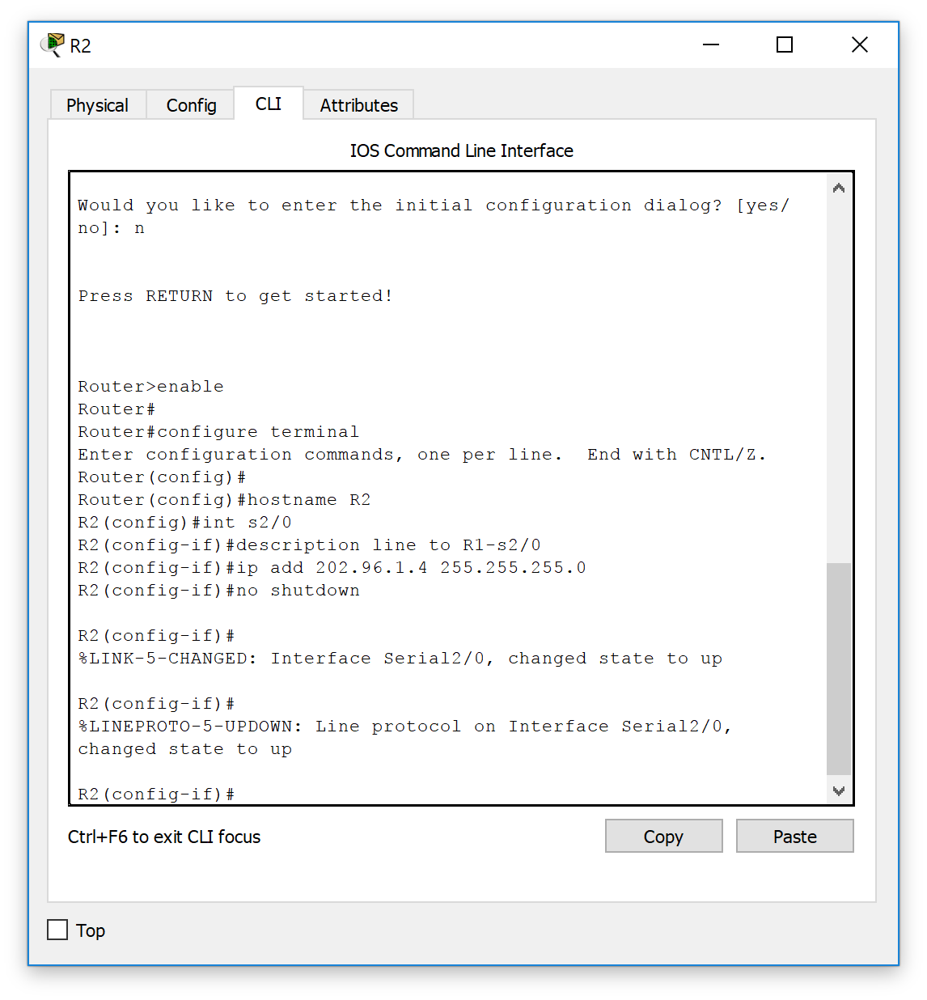 R2
Physical
Config
CLI
Attributes
IOS Command Line Interface
Would you like to enter the initial configuration dialog? [yes/
no]: n
Press RETURN to get started!
Router>enable
Router#
Router#configure terminal
Enter configuration commands, one per line.  End with CNTL/Z.
Router(config)#
Router(config)#hostname R2
R2(config)#int s2/0
R2(config-if)#description line to R1-s2/0
R2(config-if)#ip add 202.96.1.4 255.255.255.0
R2(config-if)#no shutdown
R2(config-if)#
%LINK-5-CHANGED: Interface Serial2/0, changed state to up
R2(config-if)#
%LINEPROTO-5-UPDOWN: Line protocol on Interface Serial2/0,
changed state to up
R2(config-if)#
Ctrl+F6 to exit CLI focus
Copy
Paste
Top